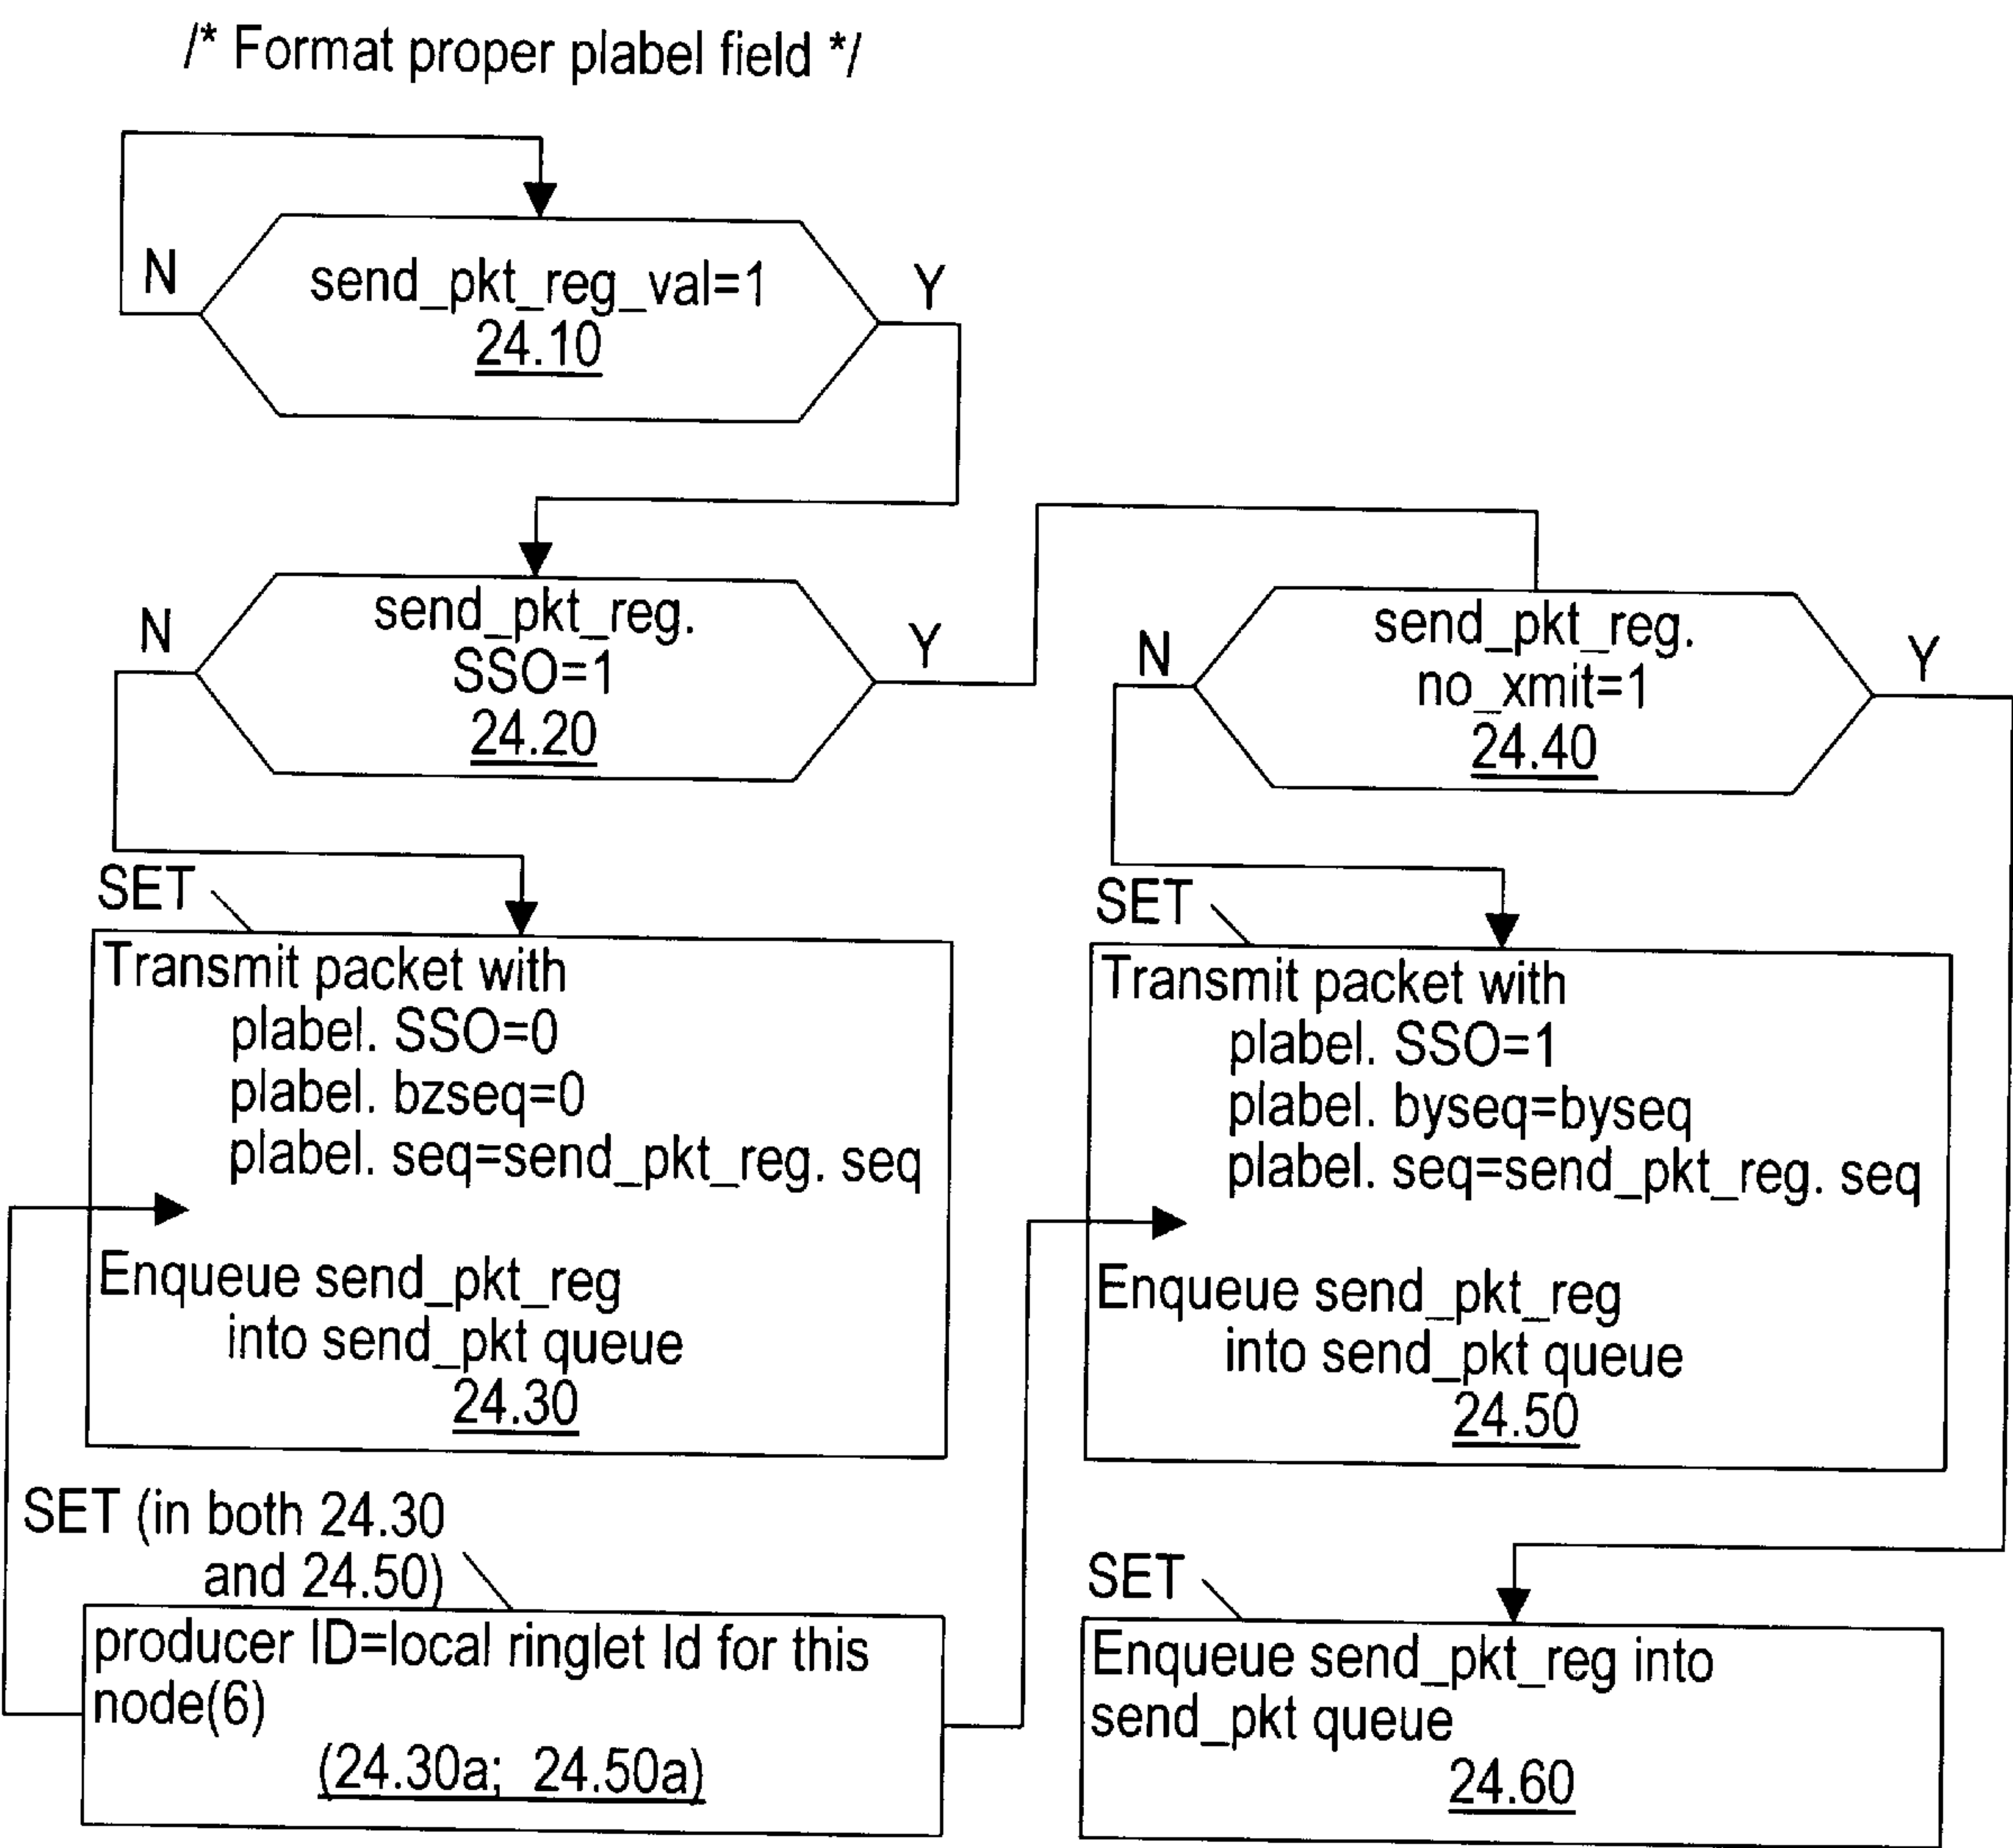 /* Format proper plabel field */
N
send_pkt_reg_val=1
Y
24.10
N
send_pkt_reg.
SSO=1
Y
24.20
N
send_pkt_reg.
no_xmit=1
Y
24.40
SET
Transmit packet with
plabel. SSO=0
plabel. bzseq=0
plabel. seq=send_pkt_reg. seq
Enqueue send_pkt_reg
into send_pkt queue
24.30
SET
Transmit packet with
plabel. SSO=1
plabel. byseq=byseq
plabel. seq=send_pkt_reg. seq
Enqueue send_pkt_reg
into send_pkt queue
24.50
SET (in both 24.30
and 24.50)
producer ID=local ringlet Id for this
node(6)
(24.30a; 24.50a)
SET
Enqueue send_pkt_reg into
send_pkt queue
24.60